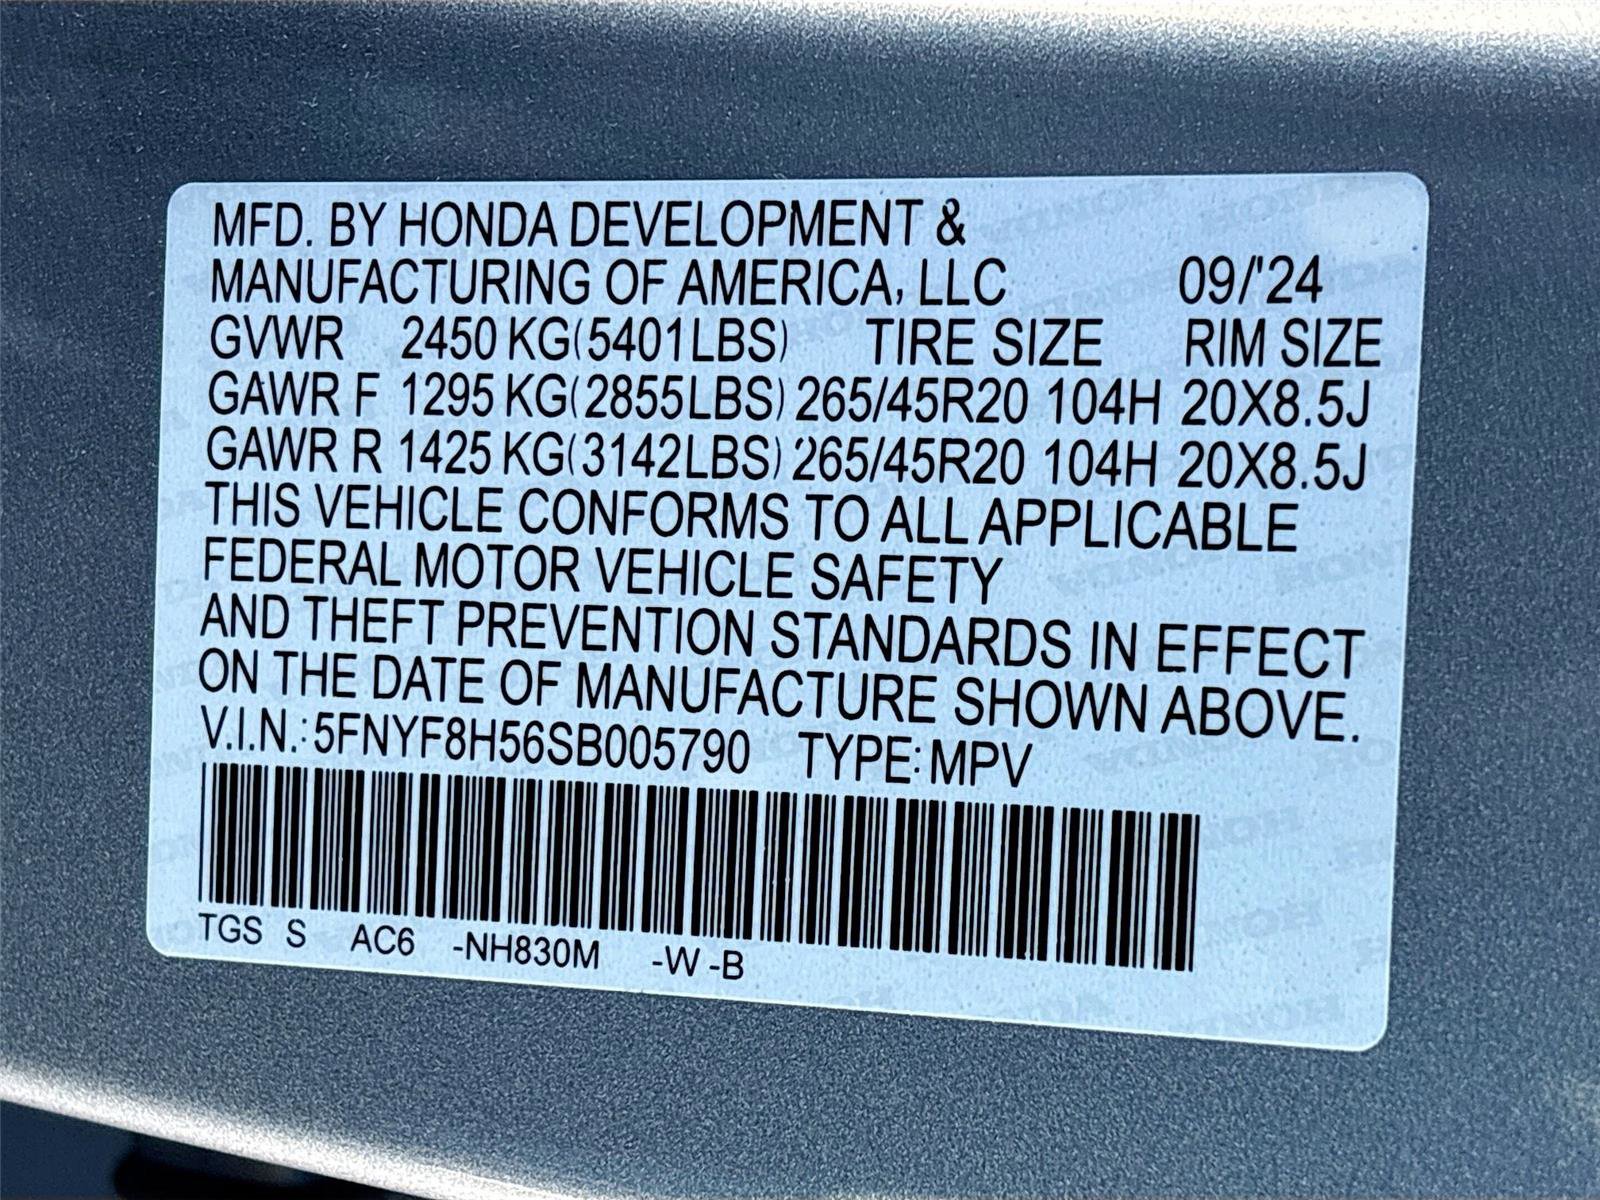 MFD. BY HONDA DEVELOPMENT &
MANUFACTURING OF AMERICA, LLC 09/'24
GVWR 2450 KG(5401LBS) TIRE SIZE RIM SIZE
GAWR F 1295 KG(2855LBS) 265/45R20 104H 20X8.5J
GAWR R 1425 KG(3142LBS) 265/45R20 104H 20X8.5J
THIS VEHICLE CONFORMS TO ALL APPLICABLE
FEDERAL MOTOR VEHICLE SAFETY
AND THEFT PREVENTION STANDARDS IN EFFECT
ON THE DATE OF MANUFACTURE SHOWN ABOVE.
V.I.N.: 5FNYF8H56SB005790 TYPE: MPV
TGS S AC6 -NH830M -W -B